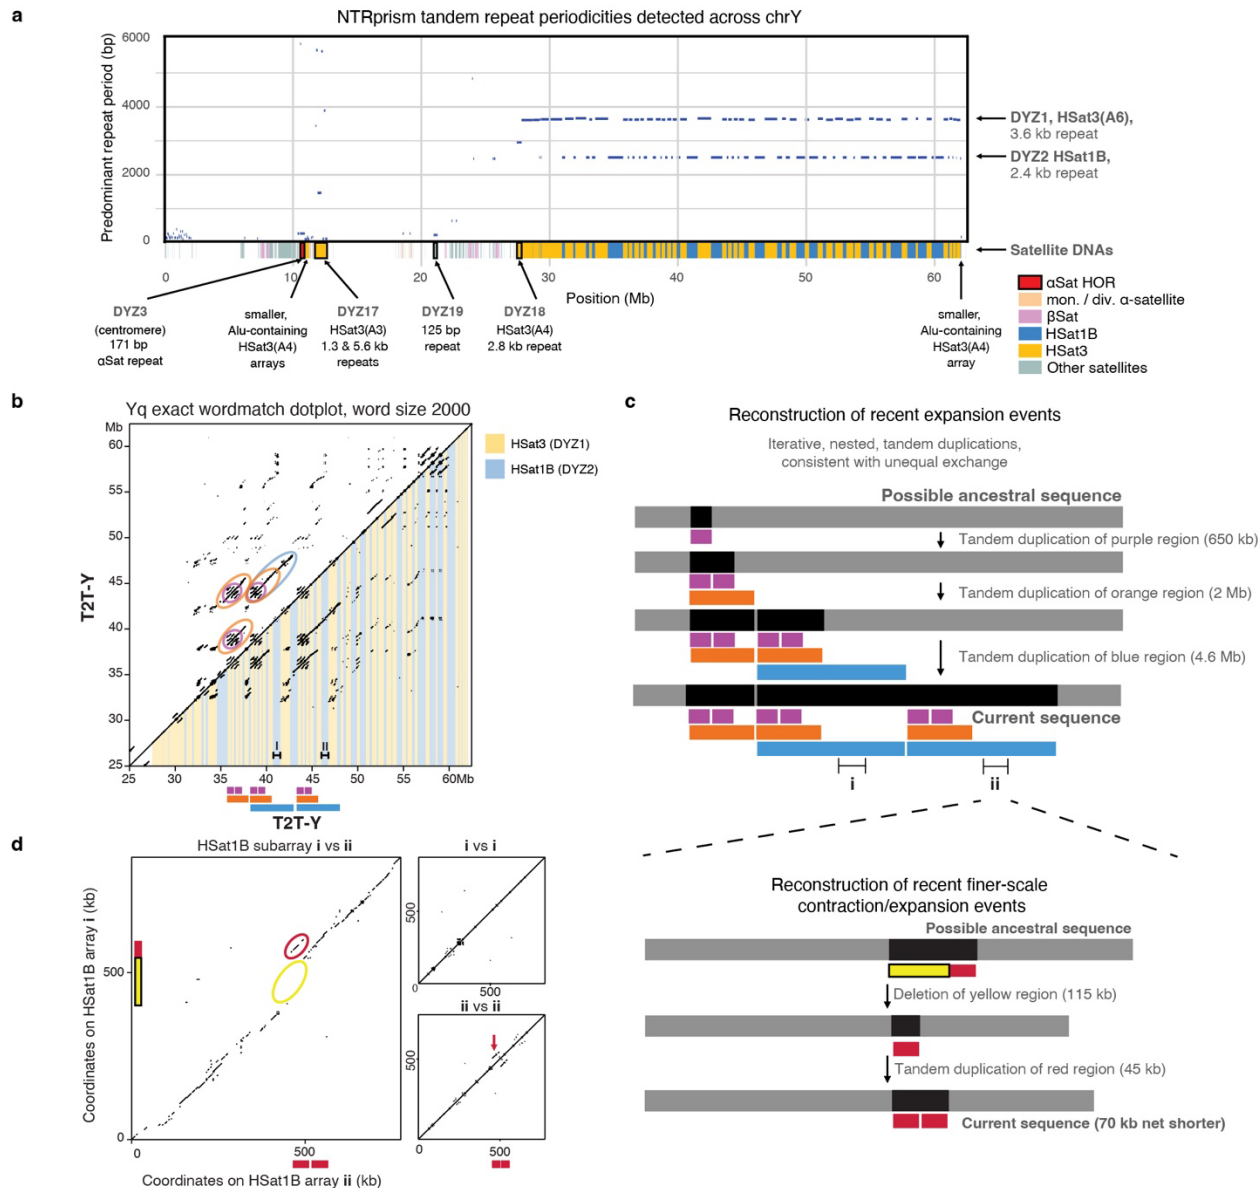 a
NTRprism tandem repeat periodicities detected across chrY
Predominant repeat period (bp)
6000
4000
2000
0
DYZ1, HSat3(A6),
3.6 kb repeat
DYZ2 HSat1B,
2.4 kb repeat
Satellite DNAs
0 10 20 30 40 50 60
Position (Mb)
DYZ3
(centromere)
171 bp
αSat repeat
smaller,
Alu-containing
HSat3(A4)
arrays
DYZ17
HSat3(A3)
1.3 & 5.6 kb
repeats
DYZ19
125 bp
repeat
DYZ18
HSat3(A4)
2.8 kb repeat
smaller,
Alu-containing
HSat3(A4)
array
αSat HOR
mon. / div. α-satellite
βSat
HSat1B
HSat3
Other satellites
b
Yq exact wordmatch dotplot, word size 2000
Mb
60
55
50
45
40
35
30
25
T2T-Y
HSat3 (DYZ1)
HSat1B (DYZ2)
I II
25 30 35 40 45 50 55 60Mb
T2T-Y
c
Reconstruction of recent expansion events
Iterative, nested, tandem duplications,
consistent with unequal exchange
Possible ancestral sequence
Tandem duplication of purple region (650 kb)
Tandem duplication of orange region (2 Mb)
Tandem duplication of blue region (4.6 Mb)
Current sequence
i ii
Reconstruction of recent finer-scale
contraction/expansion events
Possible ancestral sequence
Deletion of yellow region (115 kb)
Tandem duplication of red region (45 kb)
Current sequence (70 kb net shorter)
d
HSat1B subarray i vs ii
Coordinates on HSat1B array i (kb)
500
0
0 500
Coordinates on HSat1B array ii (kb)
i vs i
500
0
500
ii vs ii
500
0
500